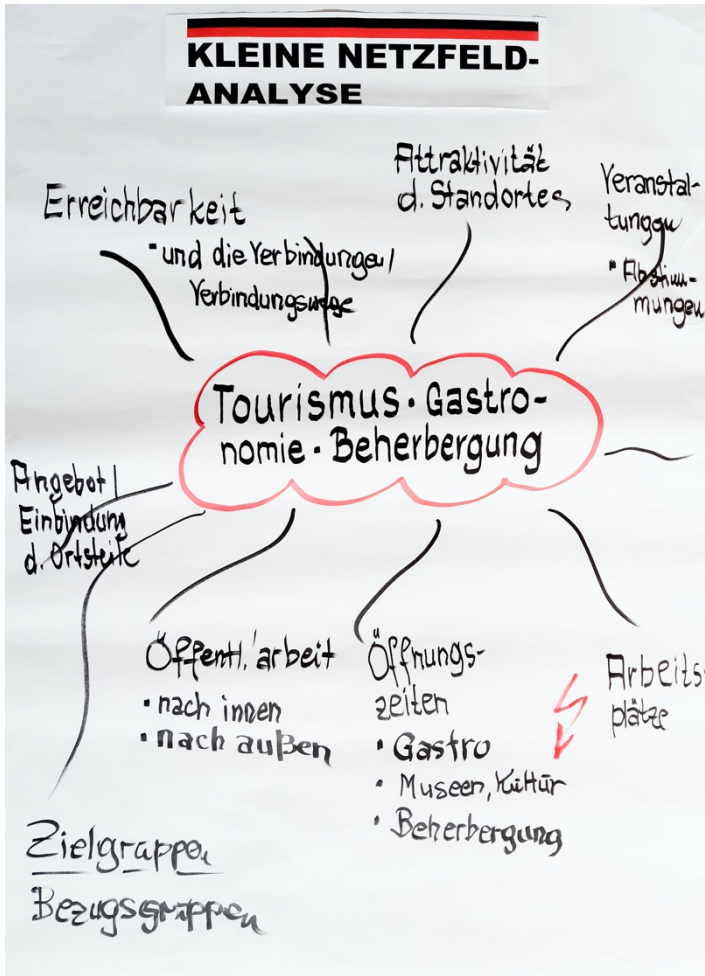 KLEINE NETZFELD-
ANALYSE
Erreichbarkeit
• und die Verbindungen /
Verbindungswege
Attraktivität
d. Standortes
Veranstal-
tungen
• Abstim-
mungen
Tourismus · Gastro-
nomie · Beherbergung
Angebot /
Einbindung
d. Ortsteile
Öffentl.'arbeit
• nach innen
• nach außen
Öffnungs-
zeiten
• Gastro
• Museen, Kultur
• Beherbergung
Arbeits-
plätze
Zielgruppen
Bezugsgruppen